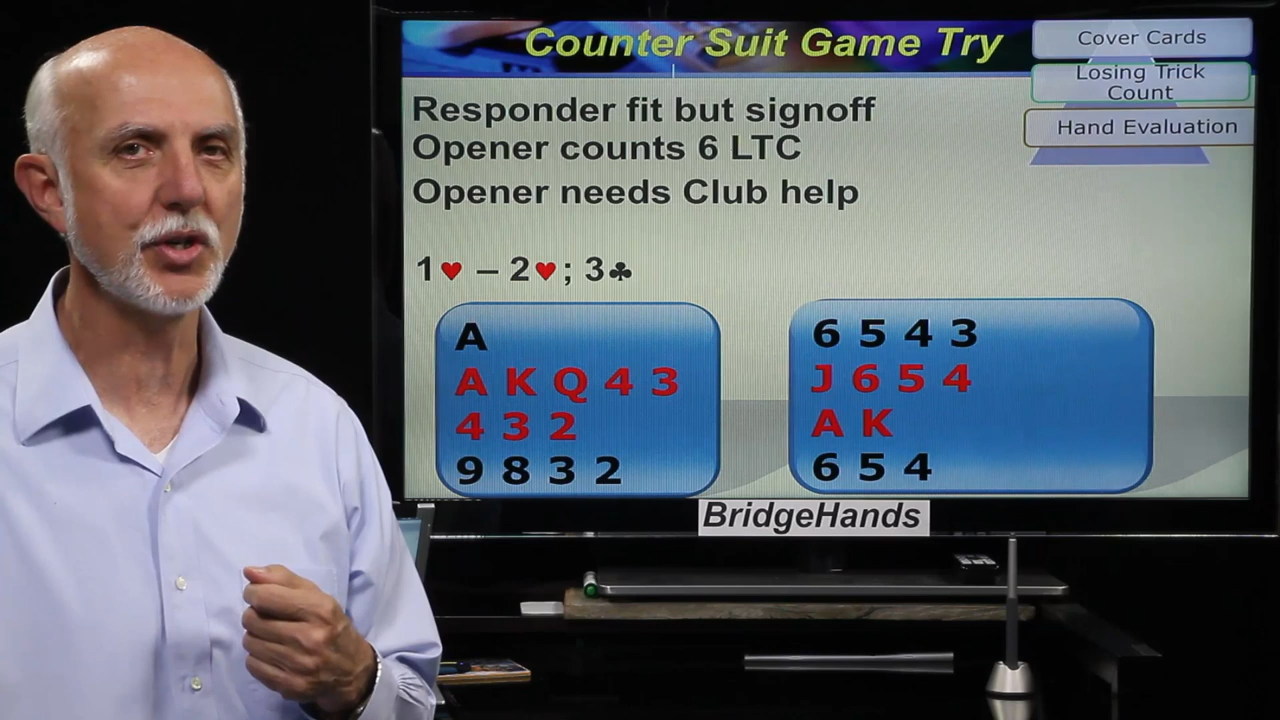 Counter Suit Game Try
Cover Cards
Losing Trick
Count
Hand Evaluation
Responder fit but signoff
Opener counts 6 LTC
Opener needs Club help
1♥ – 2♥; 3♣
A
A K Q 4 3
4 3 2
9 8 3 2
6 5 4 3
J 6 5 4
A K
6 5 4
BridgeHands